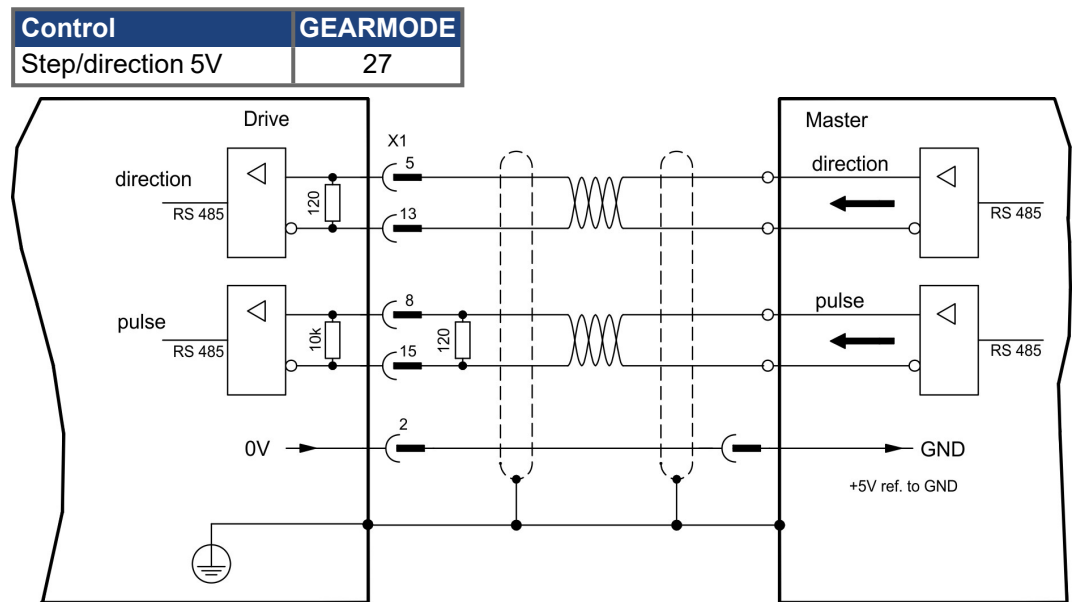 Control GEARMODE
Step/direction 5V 27
Drive
Master
X1
direction
RS 485
120
5
13
direction
RS 485
pulse
RS 485
10k
8
15
120
pulse
RS 485
0V
2
GND
+5V ref. to GND